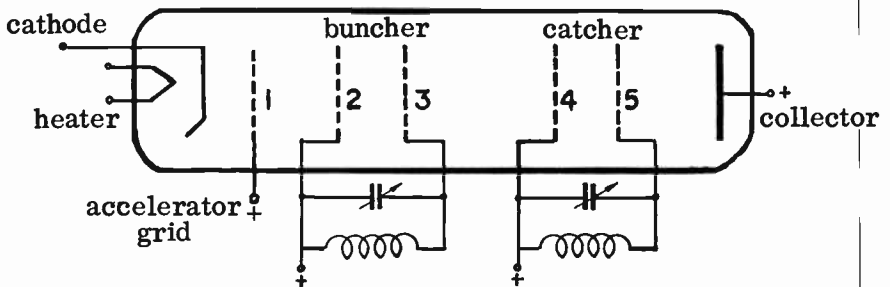 cathode
buncher
catcher
1
2
3
4
5
heater
+
collector
accelerator
grid
+
+
+